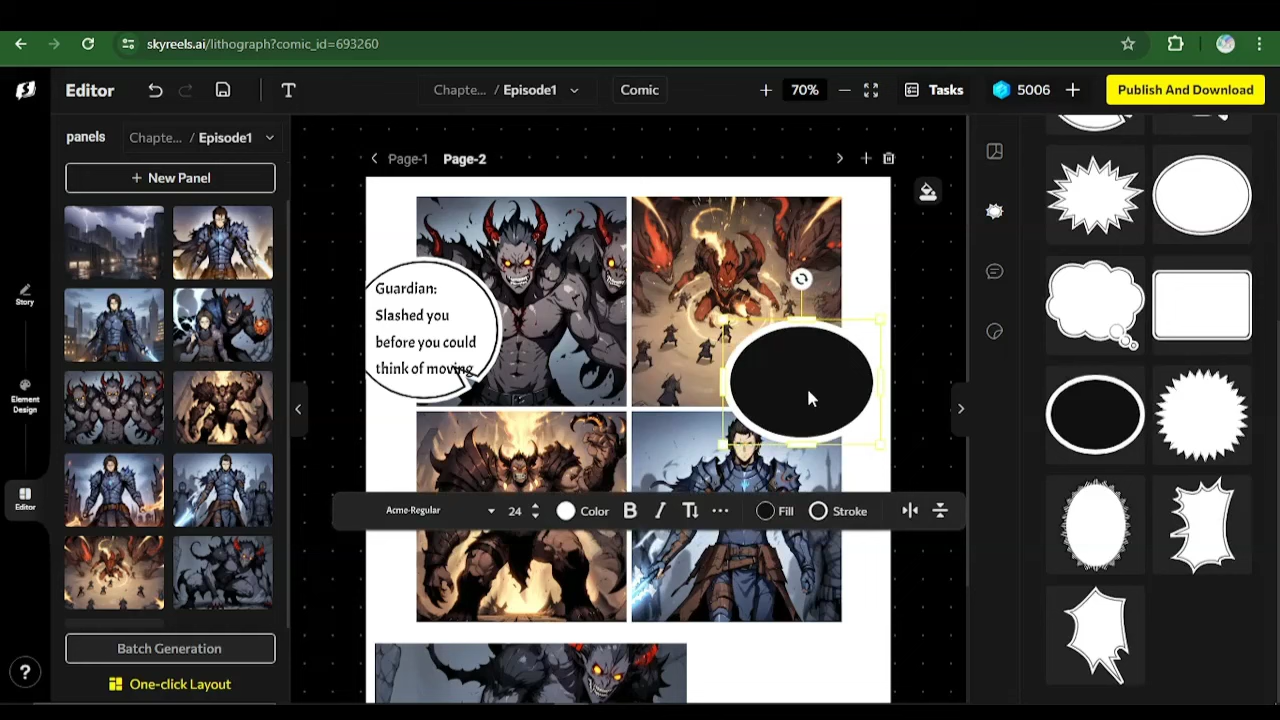 skyreels.ai/lithograph?comic_id=693260
Editor
T
Chapte... / Episode1
Comic
70%
Tasks
5006
Publish And Download
panels
Chapte... / Episode1
+ New Panel
Page-1
Page-2
Guardian:
Slashed you
before you could
think of moving
Story
Element
Design
Editor
Acme-Regular
24
Color
B
I
Fill
Stroke
Batch Generation
One-click Layout
?